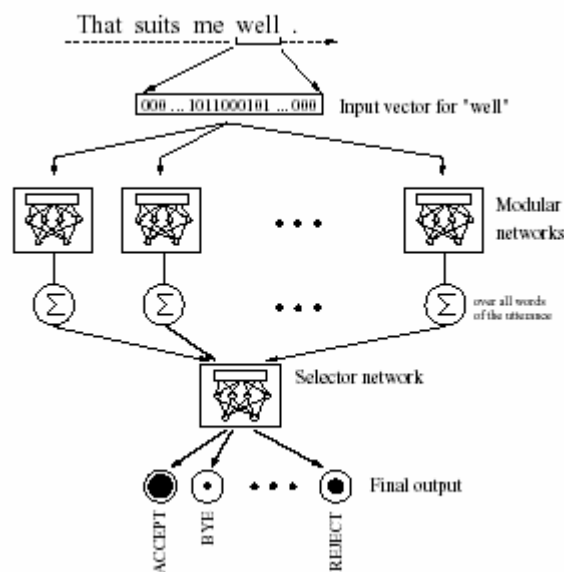 That suits me well .
000 ... 1011000101 ... 000
Input vector for "well"
Modular
networks
• • •
Σ Σ • • • Σ
over all words
of the utterance
Selector network
• • •
Final output
ACCEPT
BYE
REJECT